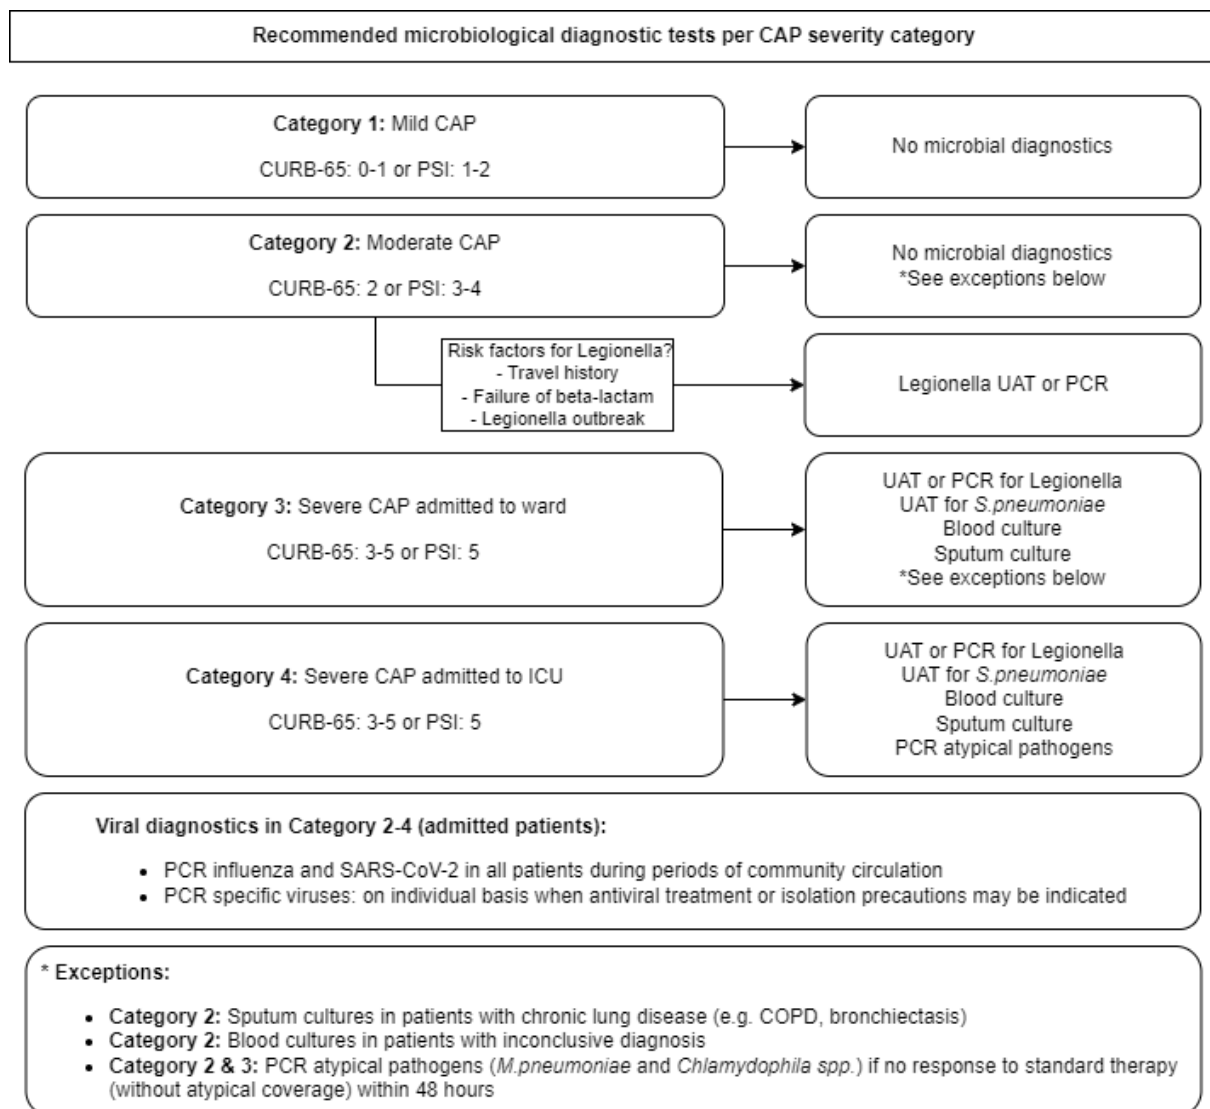 Recommended microbiological diagnostic tests per CAP severity category
Category 1: Mild CAP
CURB-65: 0-1 or PSI: 1-2
No microbial diagnostics
Category 2: Moderate CAP
CURB-65: 2 or PSI: 3-4
No microbial diagnostics
*See exceptions below
Risk factors for Legionella?
- Travel history
- Failure of beta-lactam
- Legionella outbreak
Legionella UAT or PCR
Category 3: Severe CAP admitted to ward
CURB-65: 3-5 or PSI: 5
UAT or PCR for Legionella
UAT for S.pneumoniae
Blood culture
Sputum culture
*See exceptions below
Category 4: Severe CAP admitted to ICU
CURB-65: 3-5 or PSI: 5
UAT or PCR for Legionella
UAT for S.pneumoniae
Blood culture
Sputum culture
PCR atypical pathogens
Viral diagnostics in Category 2-4 (admitted patients):
• PCR influenza and SARS-CoV-2 in all patients during periods of community circulation
• PCR specific viruses: on individual basis when antiviral treatment or isolation precautions may be indicated
* Exceptions:
• Category 2: Sputum cultures in patients with chronic lung disease (e.g. COPD, bronchiectasis)
• Category 2: Blood cultures in patients with inconclusive diagnosis
• Category 2 & 3: PCR atypical pathogens (M.pneumoniae and Chlamydophila spp.) if no response to standard therapy
(without atypical coverage) within 48 hours